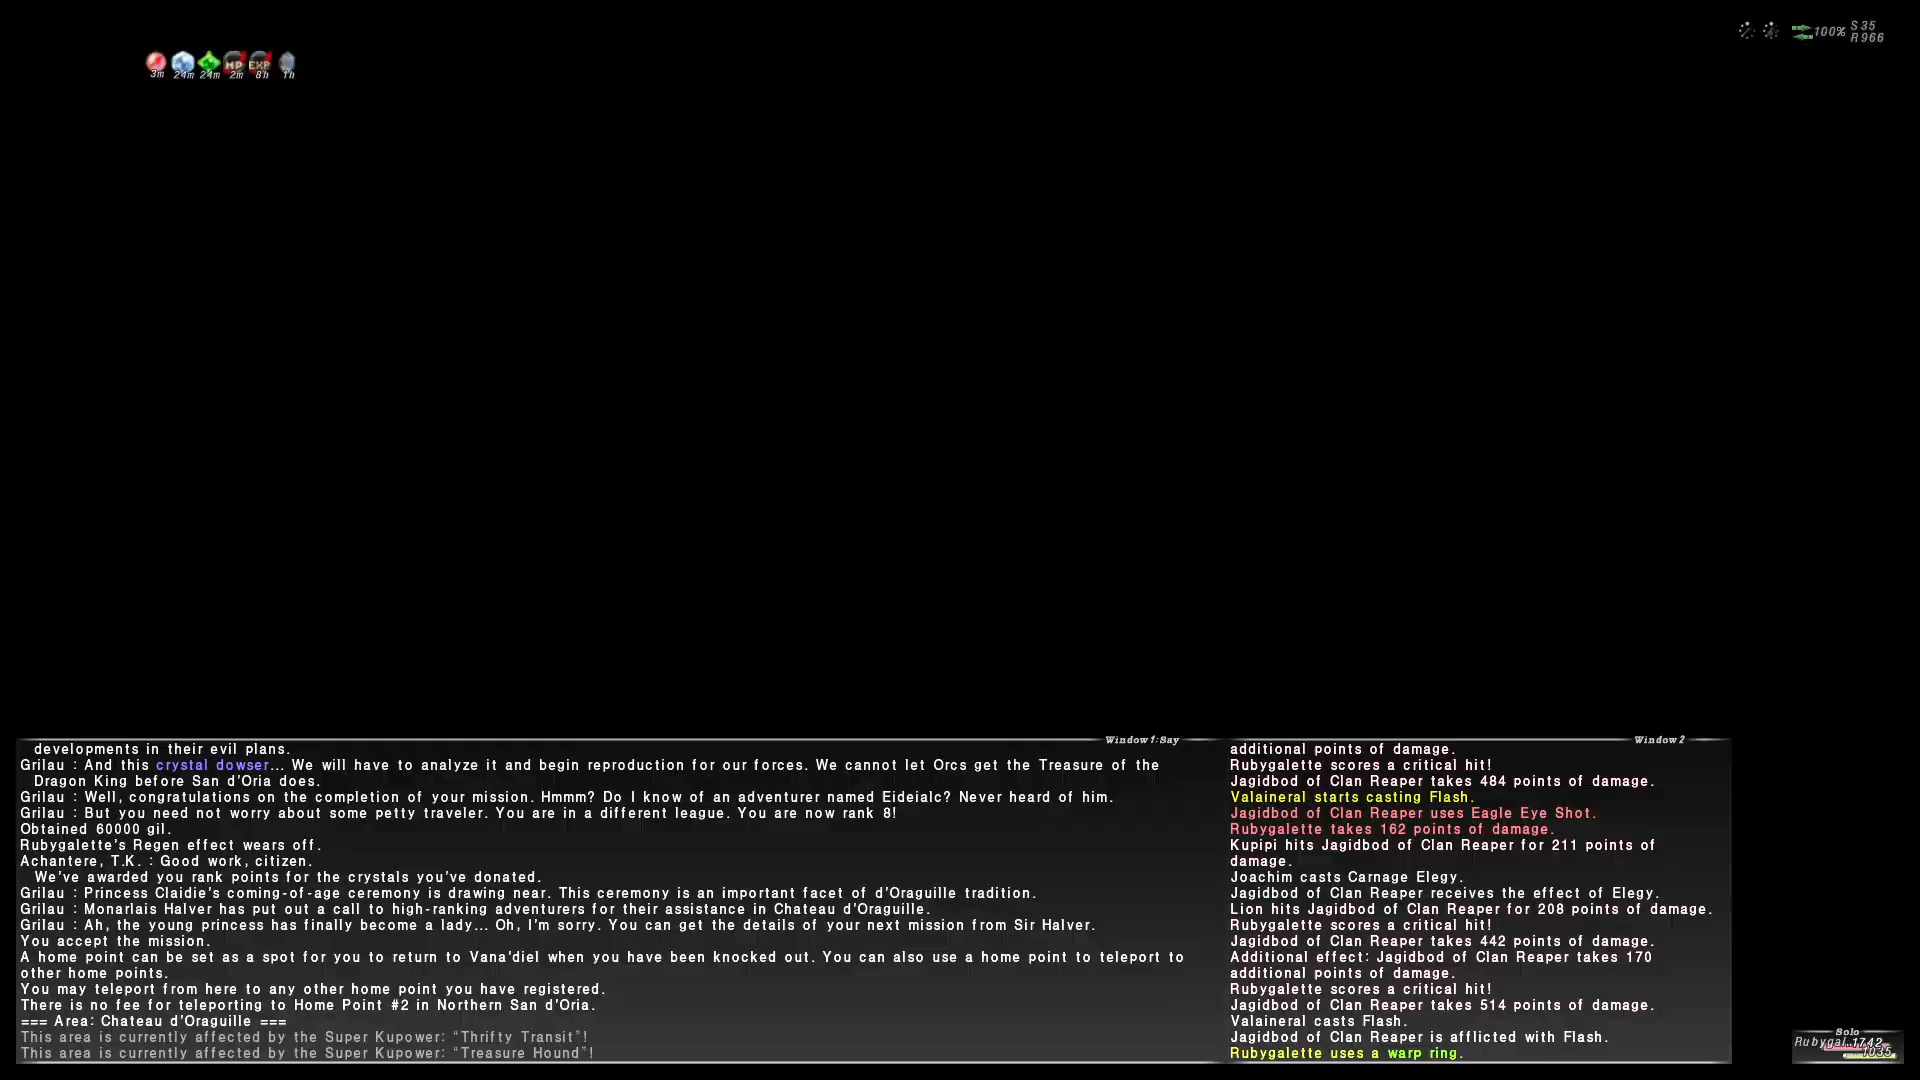 100% S 35
R 966
HP EXP
3m 24m 24m 2m 8h 1h
Window1:Say
developments in their evil plans.
Grilau : And this crystal dowser... We will have to analyze it and begin reproduction for our forces. We cannot let Orcs get the Treasure of the
Dragon King before San d'Oria does.
Grilau : Well, congratulations on the completion of your mission. Hmmm? Do I know of an adventurer named Eideialc? Never heard of him.
Grilau : But you need not worry about some petty traveler. You are in a different league. You are now rank 8!
Obtained 60000 gil.
Rubygalette's Regen effect wears off.
Achantere, T.K. : Good work, citizen.
We've awarded you rank points for the crystals you've donated.
Grilau : Princess Claidie's coming-of-age ceremony is drawing near. This ceremony is an important facet of d'Oraguille tradition.
Grilau : Monarlais Halver has put out a call to high-ranking adventurers for their assistance in Chateau d'Oraguille.
Grilau : Ah, the young princess has finally become a lady... Oh, I'm sorry. You can get the details of your next mission from Sir Halver.
You accept the mission.
A home point can be set as a spot for you to return to Vana'diel when you have been knocked out. You can also use a home point to teleport to
other home points.
You may teleport from here to any other home point you have registered.
There is no fee for teleporting to Home Point #2 in Northern San d'Oria.
=== Area: Chateau d'Oraguille ===
This area is currently affected by the Super Kupower: “Thrifty Transit”!
This area is currently affected by the Super Kupower: “Treasure Hound”!
Window2
additional points of damage.
Rubygalette scores a critical hit!
Jagidbod of Clan Reaper takes 484 points of damage.
Valaineral starts casting Flash.
Jagidbod of Clan Reaper uses Eagle Eye Shot.
Rubygalette takes 162 points of damage.
Kupipi hits Jagidbod of Clan Reaper for 211 points of
damage.
Joachim casts Carnage Elegy.
Jagidbod of Clan Reaper receives the effect of Elegy.
Lion hits Jagidbod of Clan Reaper for 208 points of damage.
Rubygalette scores a critical hit!
Jagidbod of Clan Reaper takes 442 points of damage.
Additional effect: Jagidbod of Clan Reaper takes 170
additional points of damage.
Rubygalette scores a critical hit!
Jagidbod of Clan Reaper takes 514 points of damage.
Valaineral casts Flash.
Jagidbod of Clan Reaper is afflicted with Flash.
Rubygalette uses a warp ring.
Solo
Rubygal..1742
1035